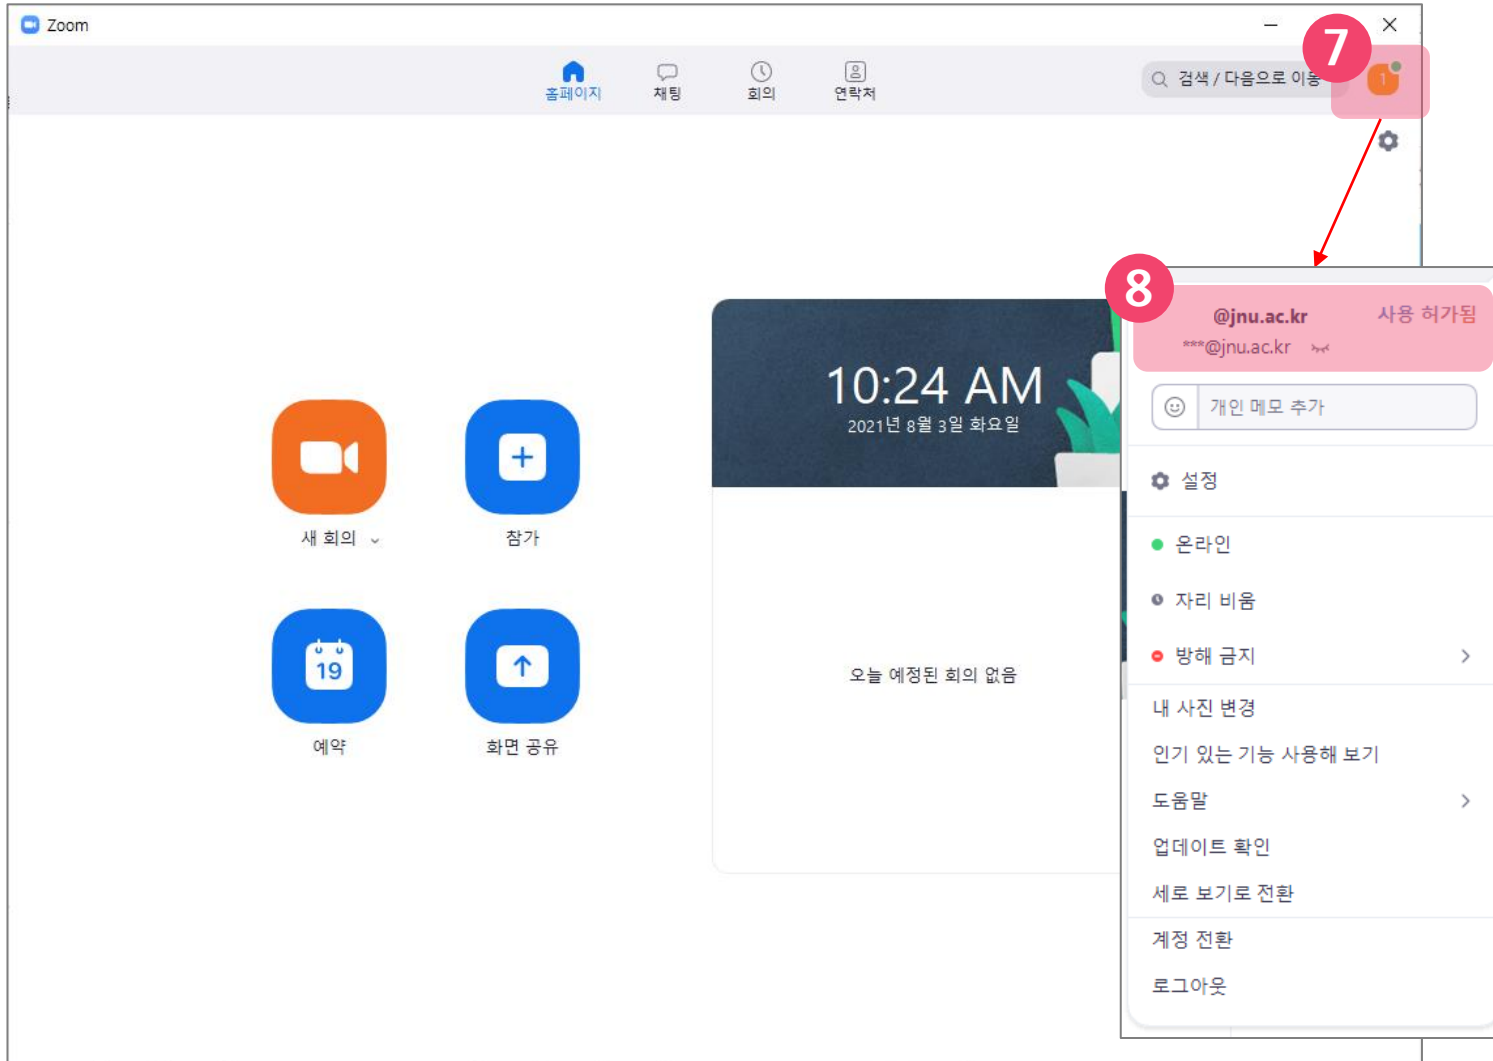 Zoom
7
홈페이지
채팅
회의
연락처
검색 / 다음으로 이동
1
8
@jnu.ac.kr
사용 허가됨
***@jnu.ac.kr
개인 메모 추가
설정
온라인
자리 비움
방해 금지
내 사진 변경
인기 있는 기능 사용해 보기
도움말
업데이트 확인
세로 보기로 전환
계정 전환
로그아웃
10:24 AM
2021년 8월 3일 화요일
오늘 예정된 회의 없음
새 회의
참가
19
예약
화면 공유